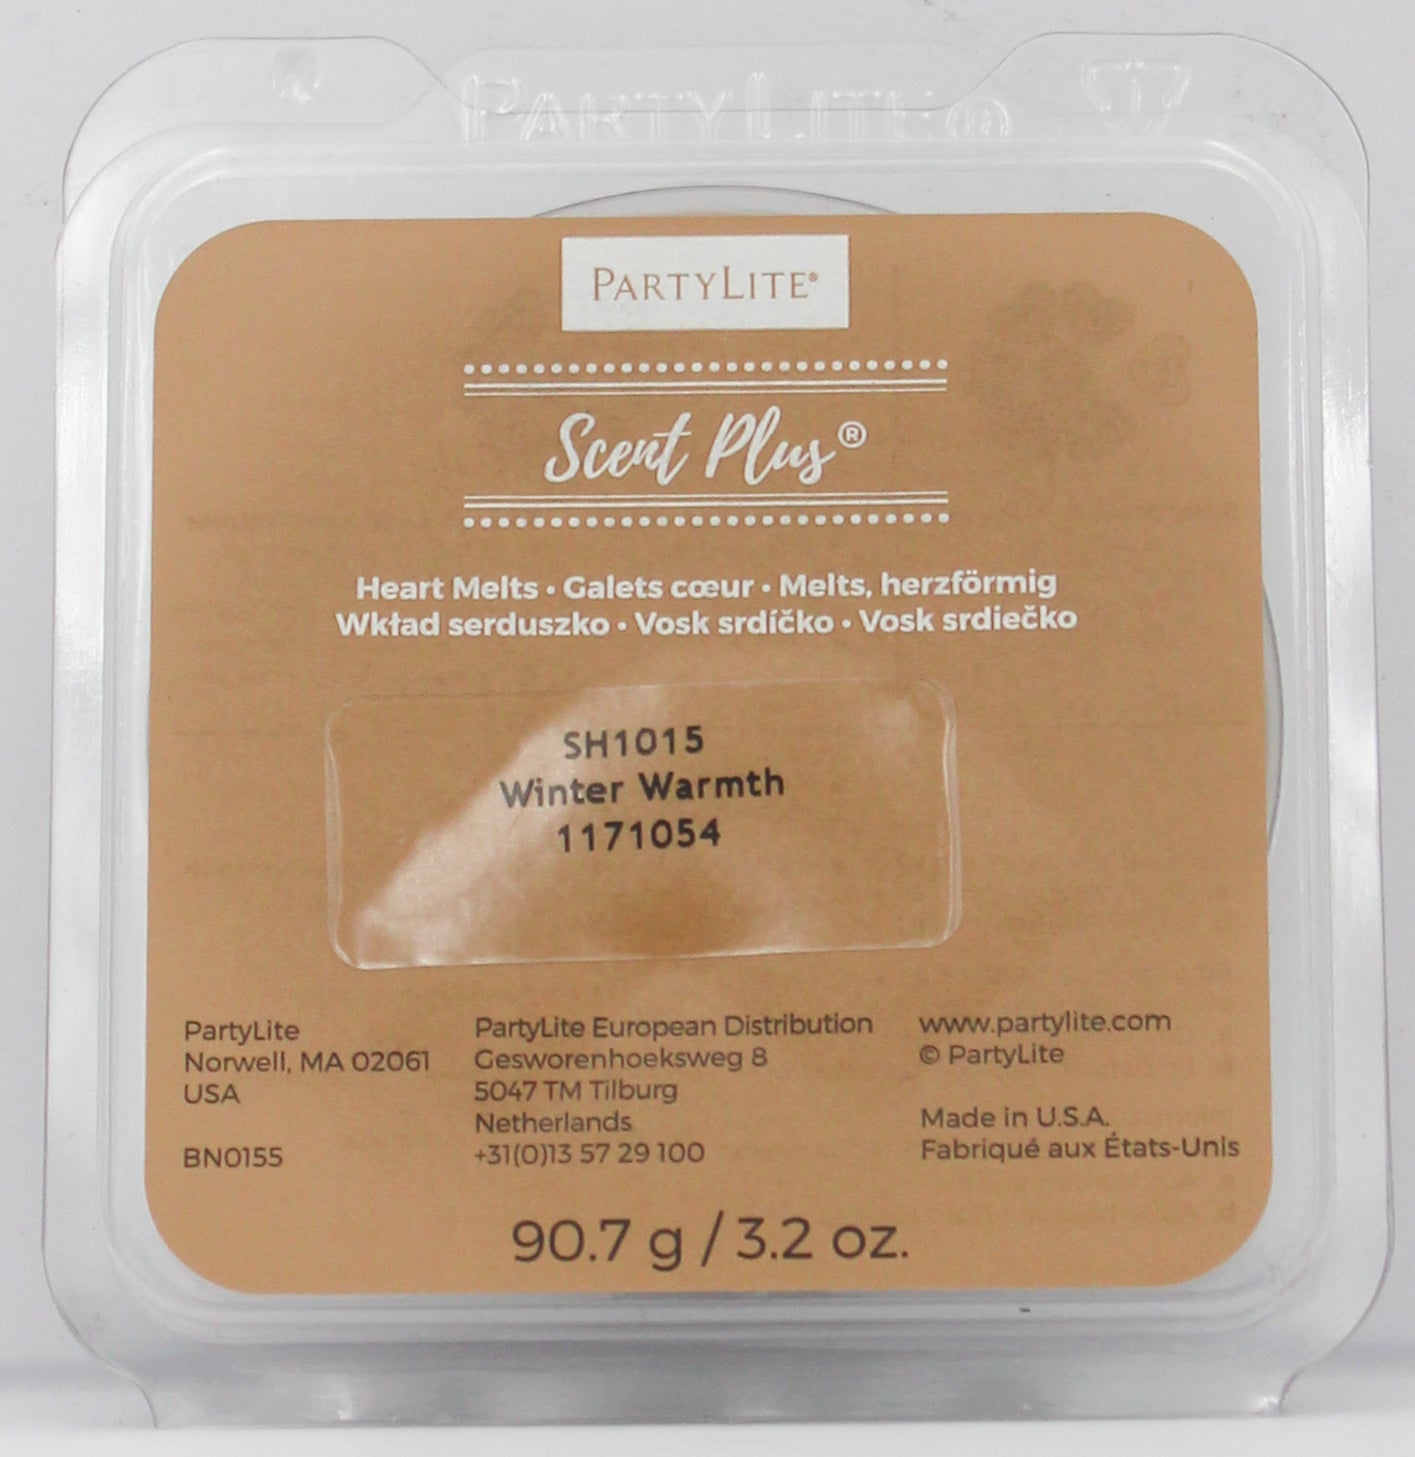 PARTYLITE®
PARTYLITE®
Scent Plus®
Heart Melts • Galets cœur • Melts, herzförmig
Wkład serduszko • Vosk srdíčko • Vosk srdiečko
SH1015
Winter Warmth
1171054
PartyLite
Norwell, MA 02061
USA
BN0155
PartyLite European Distribution
Gesworenhoeksweg 8
5047 TM Tilburg
Netherlands
+31(0)13 57 29 100
www.partylite.com
© PartyLite
Made in U.S.A.
Fabriqué aux États-Unis
90.7 g / 3.2 oz.